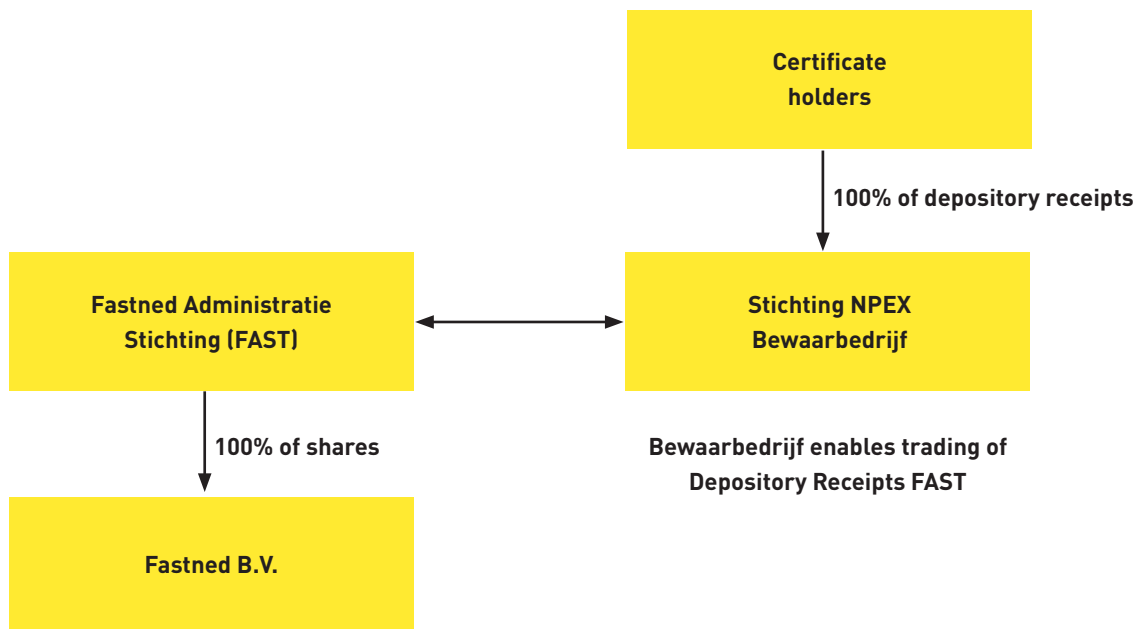 Certificate
holders
100% of depository receipts
Fastned Administratie
Stichting (FAST)
Stichting NPEX
Bewaarbedrijf
100% of shares
Bewaarbedrijf enables trading of
Depository Receipts FAST
Fastned B.V.